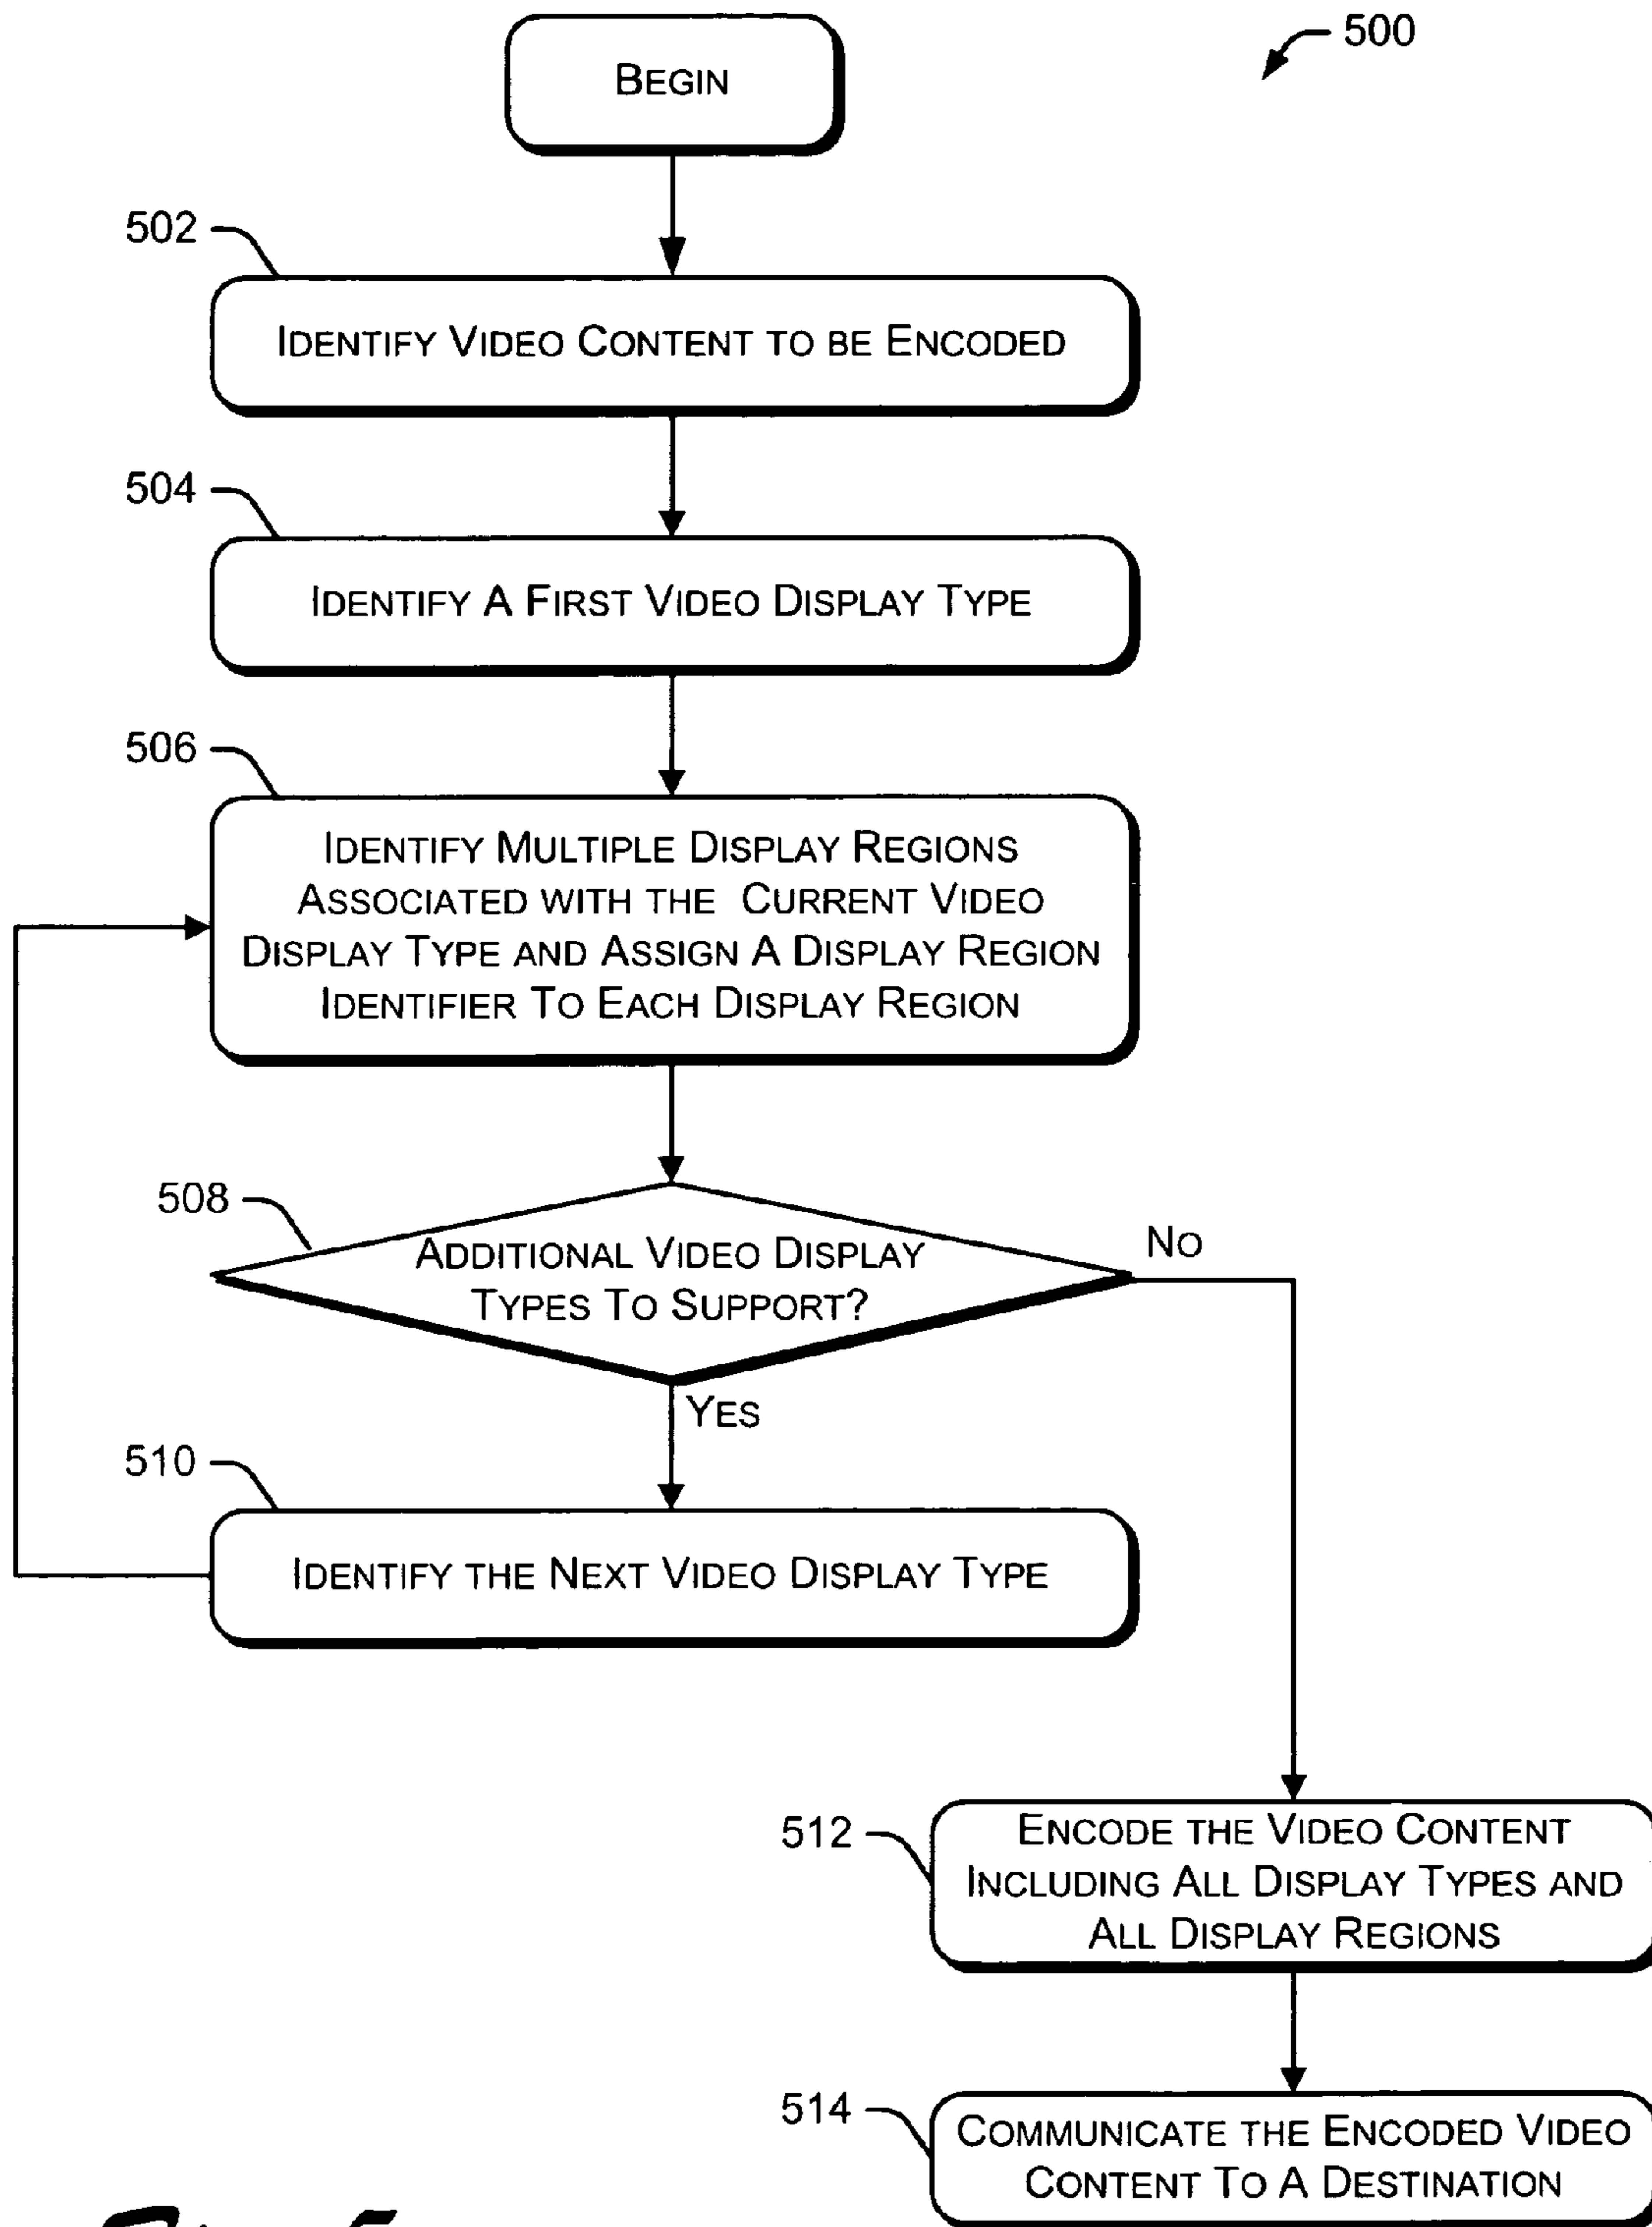 500
BEGIN
502
IDENTIFY VIDEO CONTENT TO BE ENCODED
504
IDENTIFY A FIRST VIDEO DISPLAY TYPE
506
IDENTIFY MULTIPLE DISPLAY REGIONS
ASSOCIATED WITH THE CURRENT VIDEO
DISPLAY TYPE AND ASSIGN A DISPLAY REGION
IDENTIFIER TO EACH DISPLAY REGION
508
ADDITIONAL VIDEO DISPLAY
TYPES TO SUPPORT?
NO
YES
510
IDENTIFY THE NEXT VIDEO DISPLAY TYPE
512
ENCODE THE VIDEO CONTENT
INCLUDING ALL DISPLAY TYPES AND
ALL DISPLAY REGIONS
514
COMMUNICATE THE ENCODED VIDEO
CONTENT TO A DESTINATION